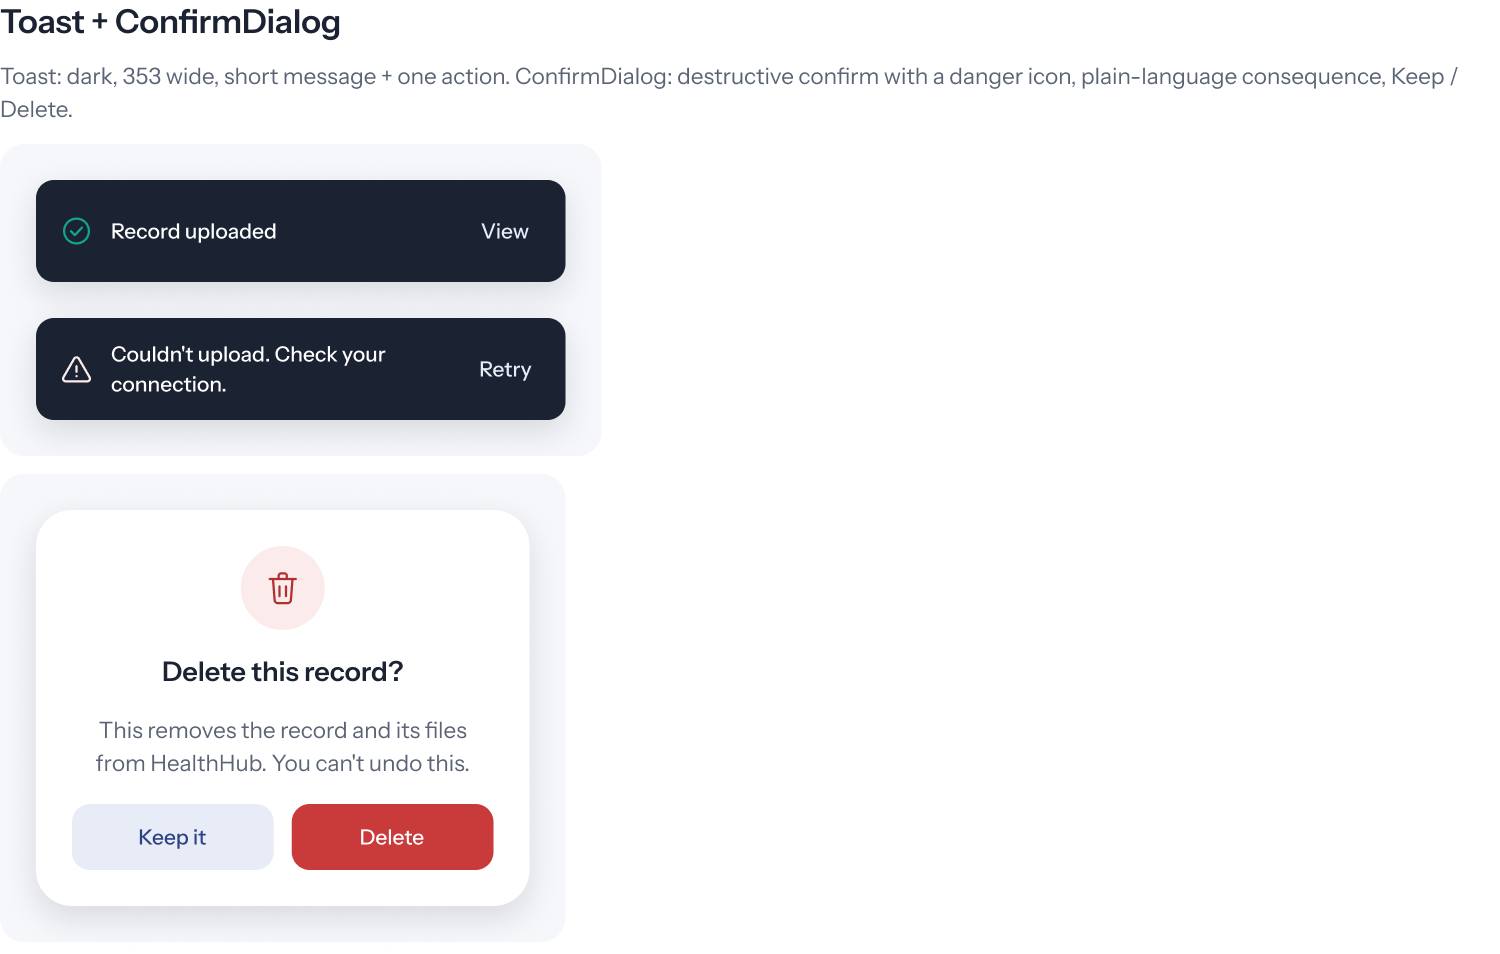 Toast + ConfirmDialog
Toast: dark, 353 wide, short message + one action. ConfirmDialog: destructive confirm with a danger icon, plain-language consequence, Keep /
Delete.
Record uploaded
View
Couldn't upload. Check your
connection.
Retry
Delete this record?
This removes the record and its files
from HealthHub. You can't undo this.
Keep it
Delete